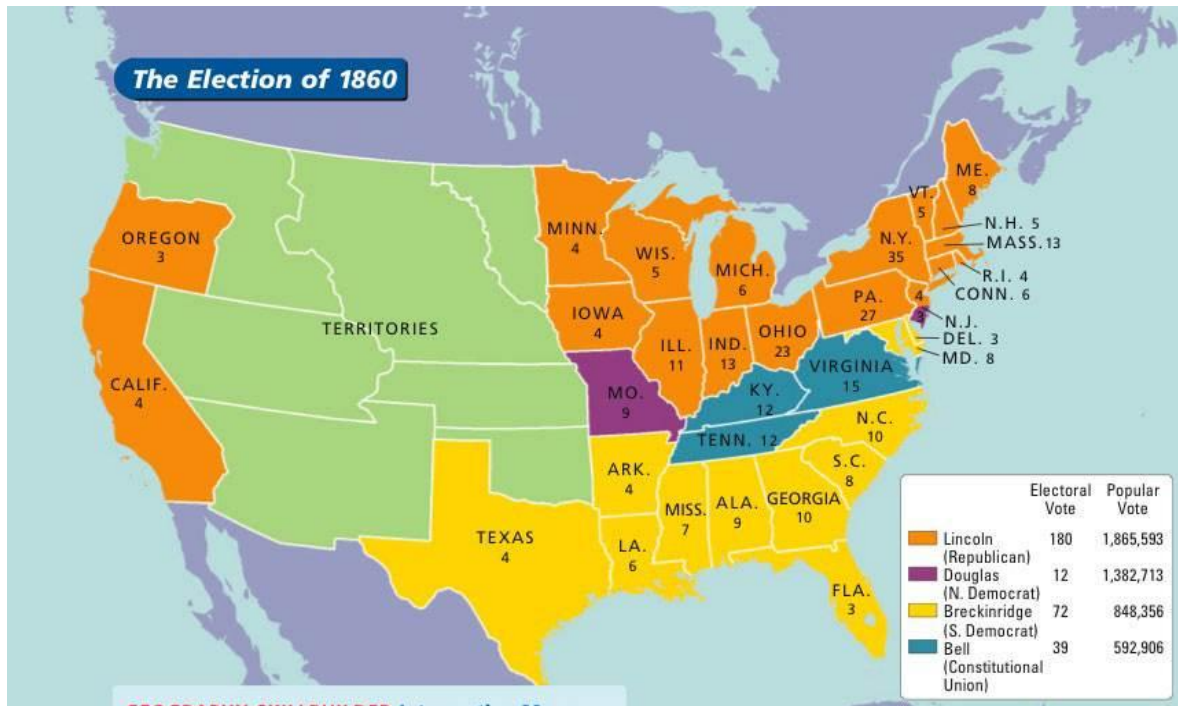 The Election of 1860
OREGON
3
CALIF.
4
TERRITORIES
MINN.
4
IOWA
4
MO.
9
WIS.
5
ILL.
11
MICH.
6
IND.
13
OHIO
23
KY.
12
TENN. 12
ARK.
4
LA.
6
TEXAS
4
MISS.
7
ALA.
9
GEORGIA
10
FLA.
3
S.C.
8
N.C.
10
VIRGINIA
15
PA.
27
N.Y.
35
VT.
5
ME.
8
N.H. 5
MASS. 13
R.I. 4
CONN. 6
4
3
N.J.
DEL. 3
MD. 8
Electoral Popular
Vote Vote
Lincoln 180 1,865,593
(Republican)
Douglas 12 1,382,713
(N. Democrat)
Breckinridge 72 848,356
(S. Democrat)
Bell 39 592,906
(Constitutional
Union)